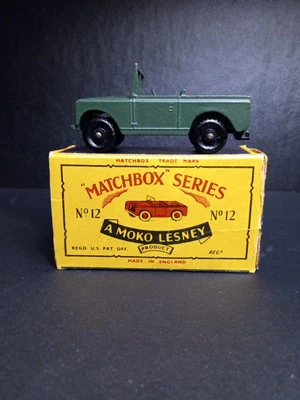 MATCHBOX TRADE MARK
"MATCHBOX" SERIES
Nº12 Nº12
A MOKO LESNEY
PRODUCT
REGD. U.S. PAT. OFF. REGᵈ
MADE IN ENGLAND